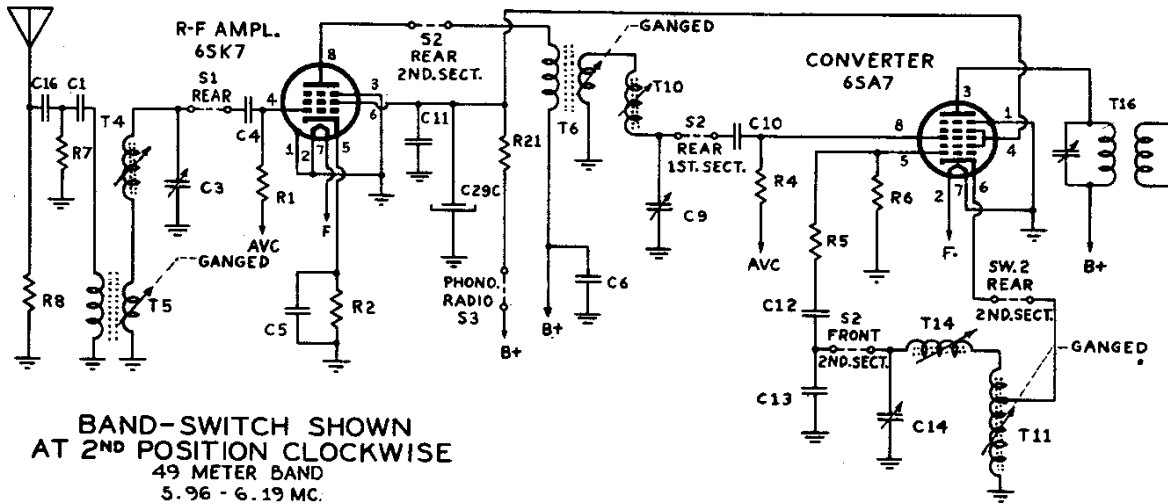 R-F AMPL.
6SK7
S2
REAR
2ND. SECT.
GANGED
CONVERTER
6SA7
C16
C1
S1
REAR
T4
C4
4
8
3
6
1
2
7
5
C11
R21
T6
T10
S2
REAR
1ST. SECT.
C10
8
5
3
1
4
2
7
6
T16
R7
C3
R1
AVC
F
C29C
C9
R4
AVC
R6
F.
B+
GANGED
R8
T5
C5
R2
PHONO.
RADIO
S3
B+
B+
C6
R5
C12
S2
FRONT
2ND. SECT.
T14
SW.2
REAR
2ND. SECT.
GANGED
C13
C14
T11
BAND-SWITCH SHOWN
AT 2ND POSITION CLOCKWISE
49 METER BAND
5.96 - 6.19 MC.